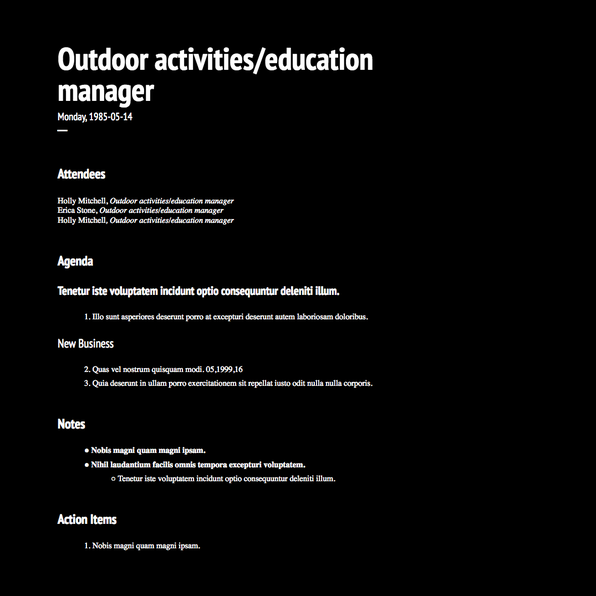 Outdoor activities/education
manager
Monday, 1985-05-14
Attendees
Holly Mitchell, Outdoor activities/education manager
Erica Stone, Outdoor activities/education manager
Holly Mitchell, Outdoor activities/education manager
Agenda
Tenetur iste voluptatem incidunt optio consequuntur deleniti illum.
1. Illo sunt asperiores deserunt porro at excepturi deserunt autem laboriosam doloribus.
New Business
2. Quas vel nostrum quisquam modi. 05,1999,16
3. Quia deserunt in ullam porro exercitationem sit repellat iusto odit nulla nulla corporis.
Notes
● Nobis magni quam magni ipsam.
● Nihil laudantium facilis omnis tempora excepturi voluptatem.
○ Tenetur iste voluptatem incidunt optio consequuntur deleniti illum.
Action Items
1. Nobis magni quam magni ipsam.